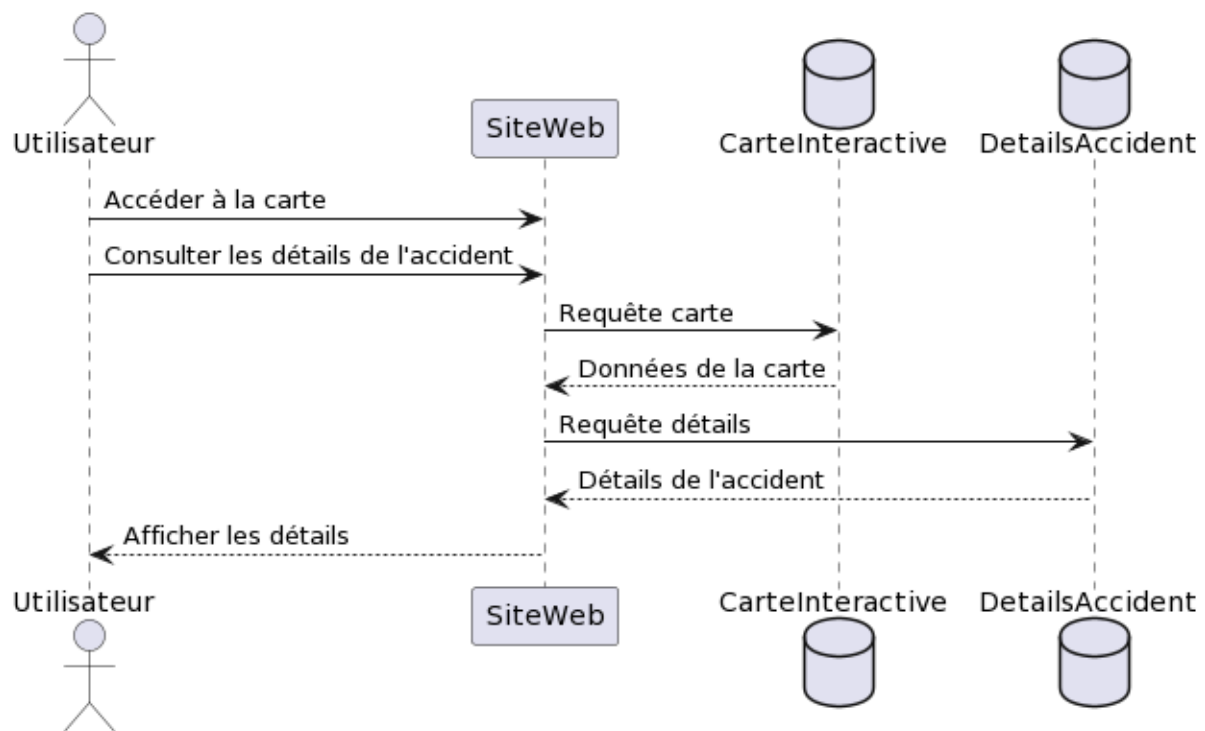 Utilisateur
SiteWeb
CarteInteractive
DetailsAccident
Accéder à la carte
Consulter les détails de l'accident
Requête carte
Données de la carte
Requête détails
Détails de l'accident
Afficher les détails
Utilisateur
SiteWeb
CarteInteractive
DetailsAccident